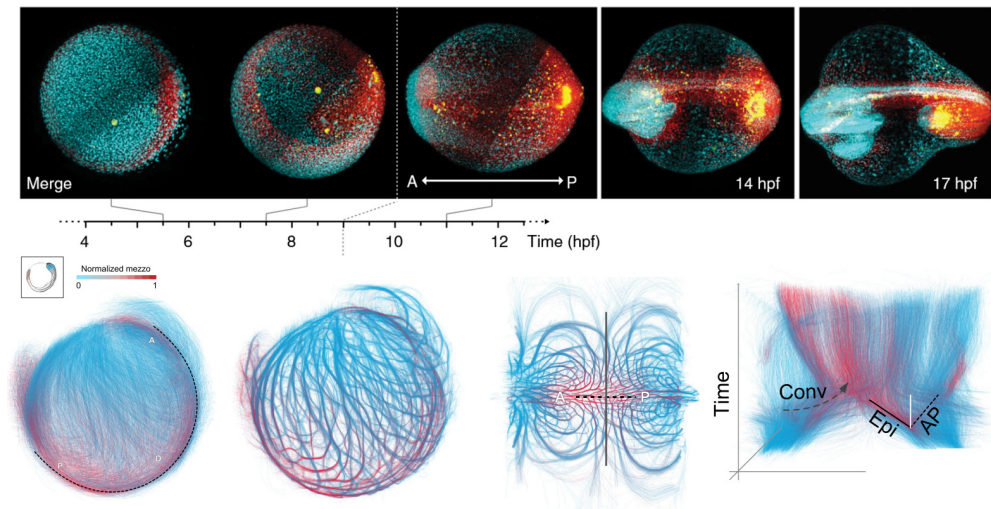 Merge
A P
14 hpf
17 hpf
4 6 8 10 12 Time (hpf)
Normalized mezzo
0 1
A
P
D
A P
Time
Conv
Epi
AP